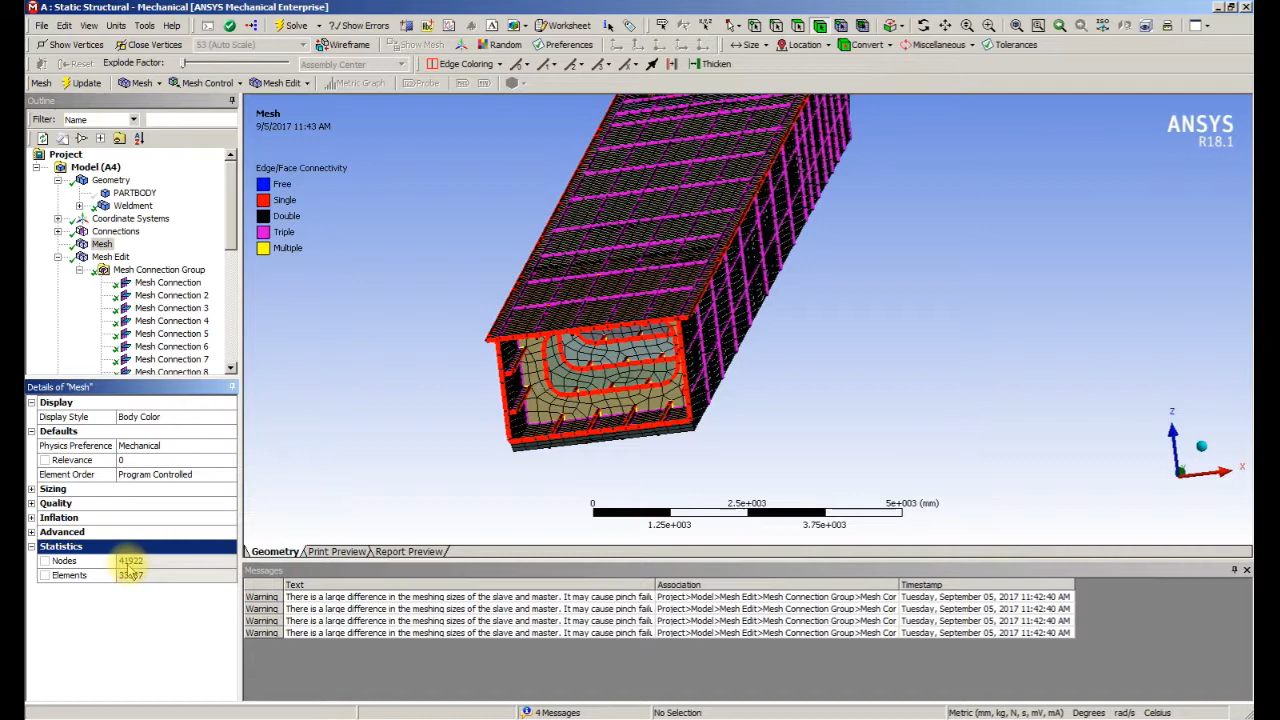 A : Static Structural - Mechanical [ANSYS Mechanical Enterprise]
File Edit View Units Tools Help Solve ?/Show Errors Worksheet
Show Vertices Close Vertices 53 (Auto Scale) Wireframe Show Mesh Random Preferences Size Location Convert Miscellaneous Tolerances
Reset Explode Factor: Assembly Center Edge Coloring Thicken
Mesh Update Mesh Mesh Control Mesh Edit Metric Graph Probe
Outline
Filter: Name
Project
Model (A4)
Geometry
PARTBODY
Weldment
Coordinate Systems
Connections
Mesh
Mesh Edit
Mesh Connection Group
Mesh Connection
Mesh Connection 2
Mesh Connection 3
Mesh Connection 4
Mesh Connection 5
Mesh Connection 6
Mesh Connection 7
Mesh Connection 8
Details of "Mesh"
Display
Display Style Body Color
Defaults
Physics Preference Mechanical
Relevance 0
Element Order Program Controlled
Sizing
Quality
Inflation
Advanced
Statistics
Nodes 41922
Elements
Mesh
9/5/2017 11:43 AM
Edge/Face Connectivity
Free
Single
Double
Triple
Multiple
ANSYS
R18.1
Z
X
0 2.5e+003 5e+003 (mm)
1.25e+003 3.75e+003
Geometry Print Preview Report Preview
Messages
Text Association Timestamp
Warning There is a large difference in the meshing sizes of the slave and master. It may cause pinch failu Project>Model>Mesh Edit>Mesh Connection Group>Mesh Cor Tuesday, September 05, 2017 11:42:40 AM
Warning There is a large difference in the meshing sizes of the slave and master. It may cause pinch failu Project>Model>Mesh Edit>Mesh Connection Group>Mesh Cor Tuesday, September 05, 2017 11:42:40 AM
Warning There is a large difference in the meshing sizes of the slave and master. It may cause pinch failu Project>Model>Mesh Edit>Mesh Connection Group>Mesh Cor Tuesday, September 05, 2017 11:42:40 AM
Warning There is a large difference in the meshing sizes of the slave and master. It may cause pinch failu Project>Model>Mesh Edit>Mesh Connection Group>Mesh Cor Tuesday, September 05, 2017 11:42:40 AM
4 Messages No Selection Metric (mm, kg, N, s, mV, mA) Degrees rad/s Celsius